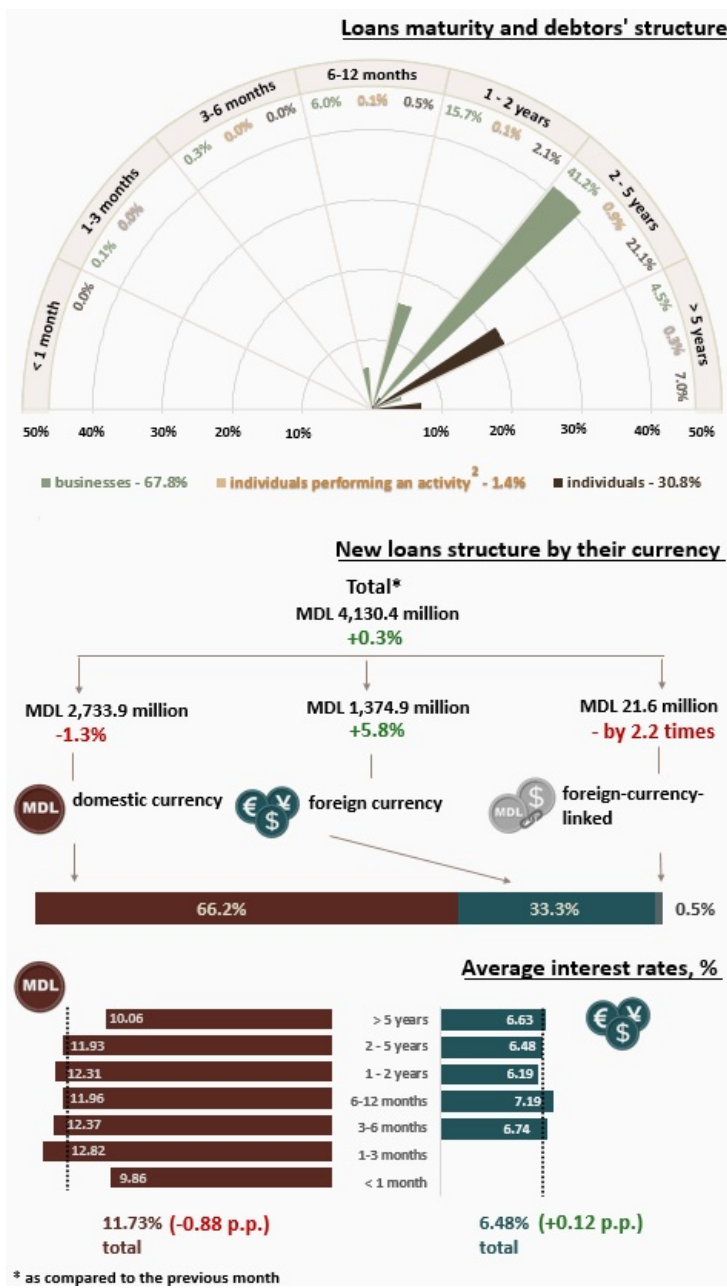 Loans maturity and debtors' structure
< 1 month
0.0%
1-3 months
0.1%
0.0%
3-6 months
0.3%
0.0%
0.0%
6-12 months
6.0%
0.1%
0.5%
1 - 2 years
15.7%
0.1%
2.1%
2 - 5 years
41.2%
0.9%
21.1%
> 5 years
4.5%
0.3%
7.0%
50% 40% 30% 20% 10% 10% 20% 30% 40% 50%
businesses - 67.8% individuals performing an activity 2 - 1.4% individuals - 30.8%
New loans structure by their currency
Total*
MDL 4,130.4 million
+0.3%
MDL 2,733.9 million
-1.3%
MDL 1,374.9 million
+5.8%
MDL 21.6 million
- by 2.2 times
MDL
domestic currency
€ ¥ $
foreign currency
MDL $
foreign-currency-
linked
66.2% 33.3% 0.5%
Average interest rates, %
MDL
€ ¥ $
10.06 > 5 years 6.63
11.93 2 - 5 years 6.48
12.31 1 - 2 years 6.19
11.96 6-12 months 7.19
12.37 3-6 months 6.74
12.82 1-3 months
9.86 < 1 month
11.73% (-0.88 p.p.)
total
6.48% (+0.12 p.p.)
total
* as compared to the previous month